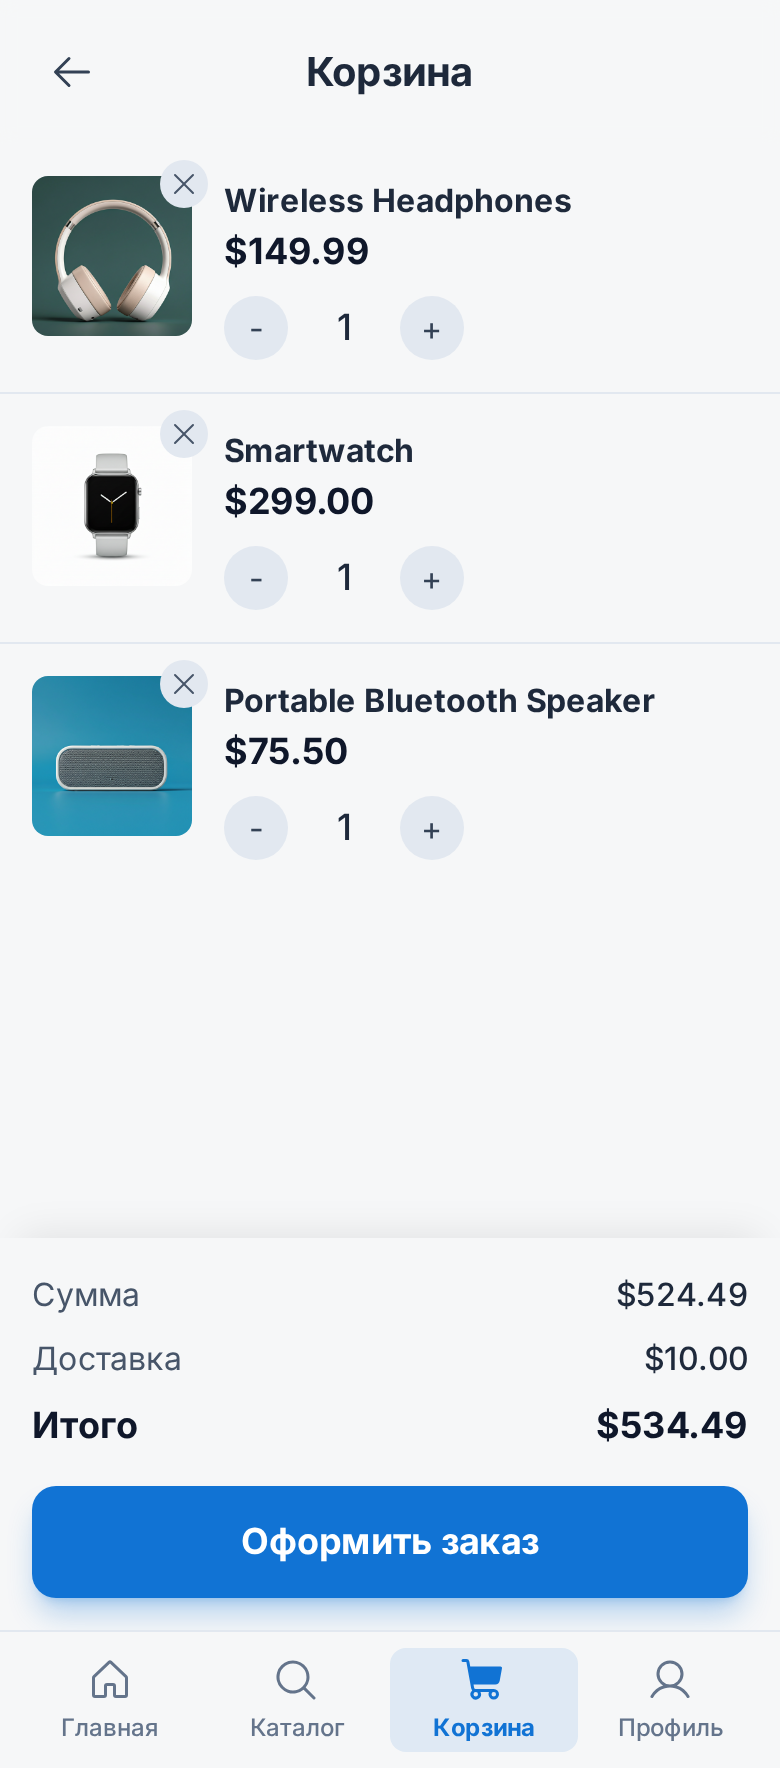 Корзина
Wireless Headphones
$149.99
- 1 +
Smartwatch
$299.00
- 1 +
Portable Bluetooth Speaker
$75.50
- 1 +
Сумма $524.49
Доставка $10.00
Итого $534.49
Оформить заказ
Главная Каталог Корзина Профиль